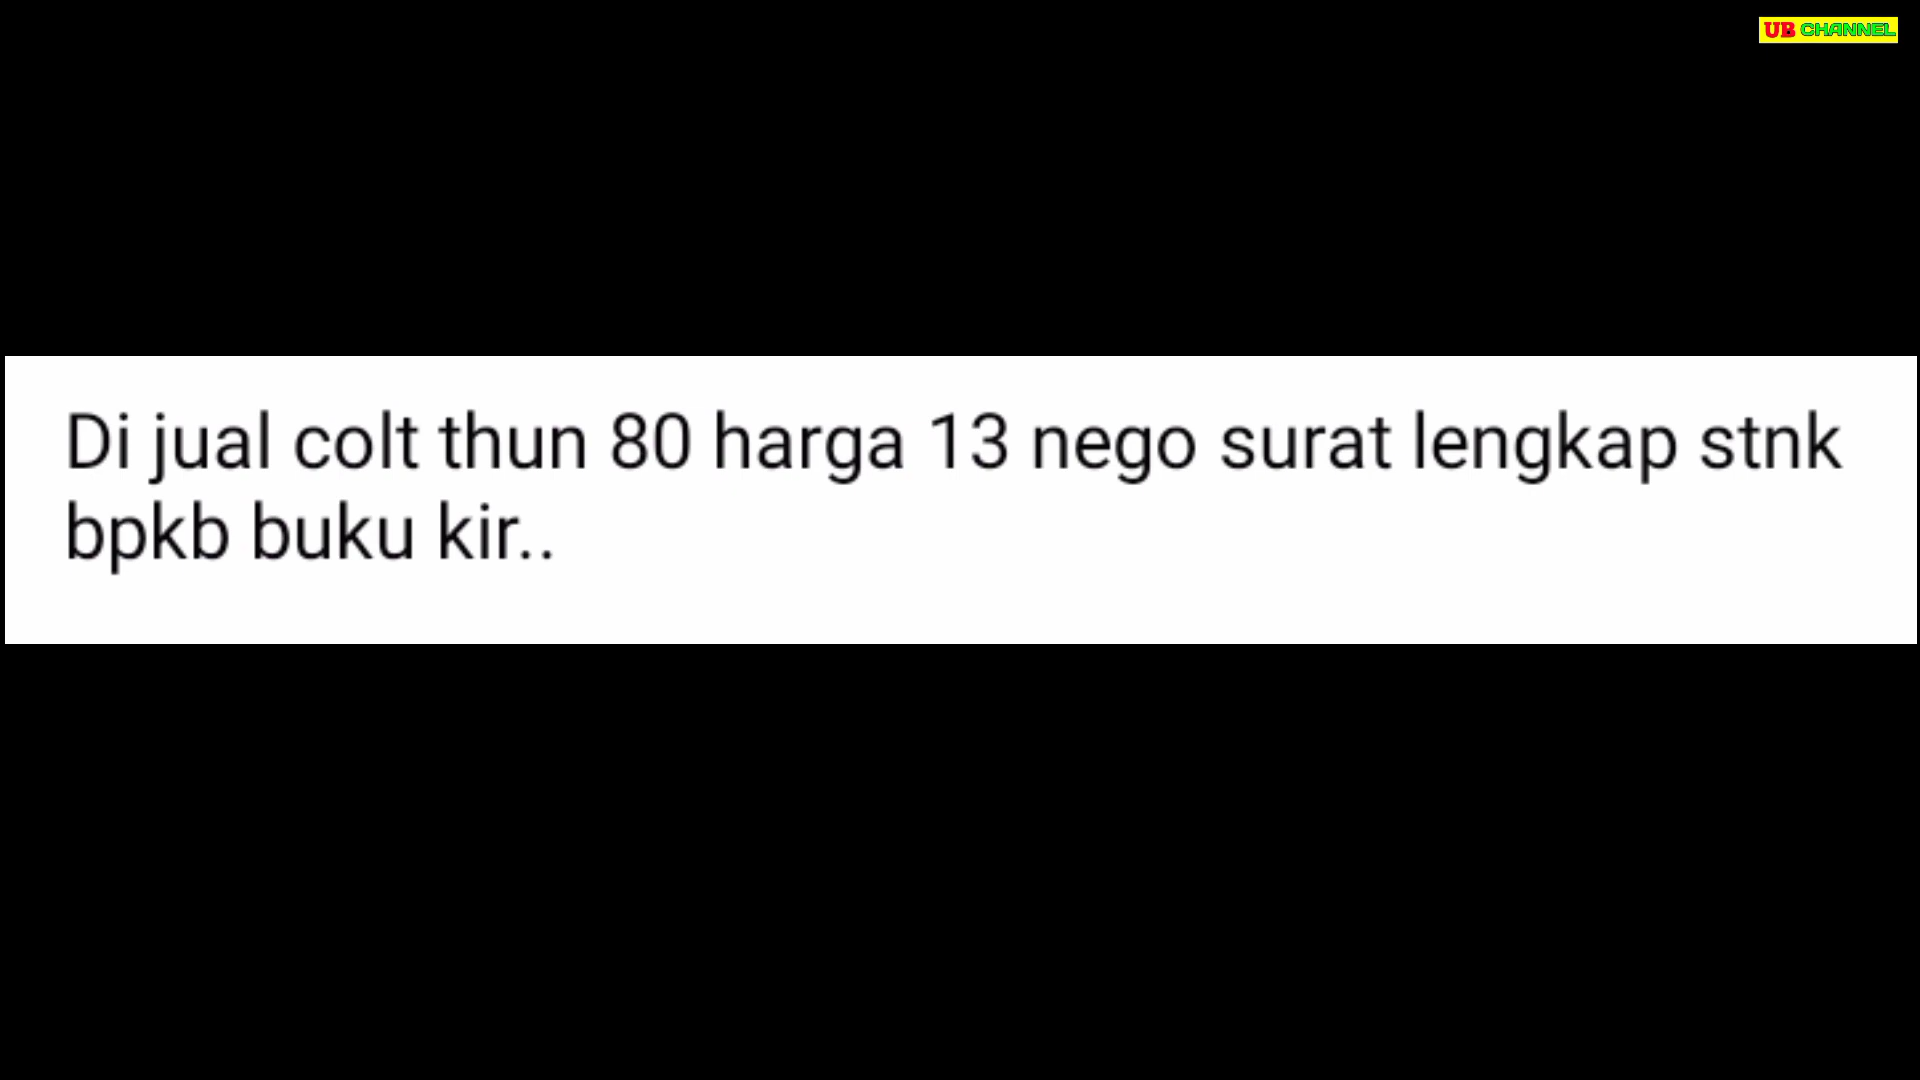 UB CHANNEL
Di jual colt thun 80 harga 13 nego surat lengkap stnk
bpkb buku kir..